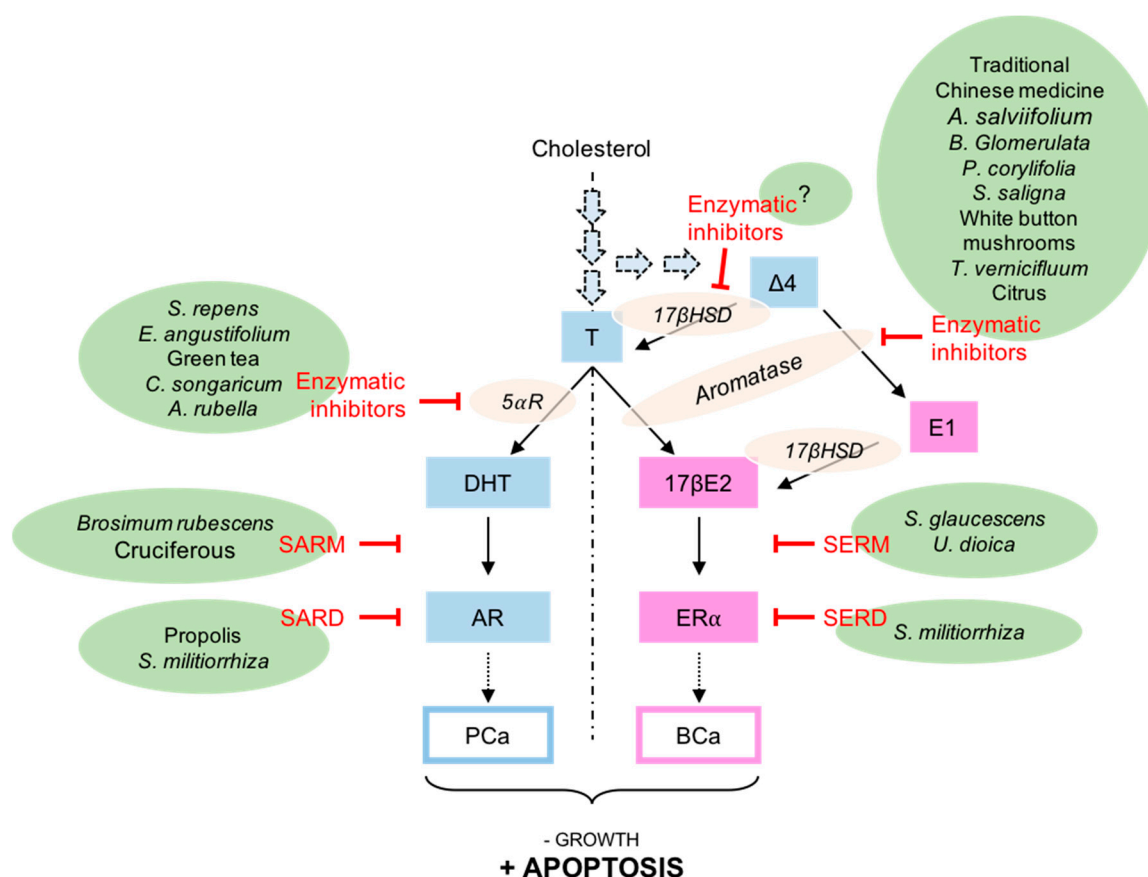 Traditional
Chinese medicine
A. salviifolium
B. Glomerulata
P. corylifolia
S. saligna
White button
mushrooms
T. vernicifluum
Citrus
Cholesterol
?
Enzymatic
inhibitors
Δ4
17βHSD
T
Enzymatic
inhibitors
Aromatase
S. repens
E. angustifolium
Green tea
C. songaricum
A. rubella
Enzymatic
inhibitors
5αR
E1
17βHSD
DHT
17βE2
Brosimum rubescens
Cruciferous
SARM
SERM
S. glaucescens
U. dioica
Propolis
S. militiorrhiza
SARD
AR
ERα
SERD
S. militiorrhiza
PCa
BCa
- GROWTH
+ APOPTOSIS